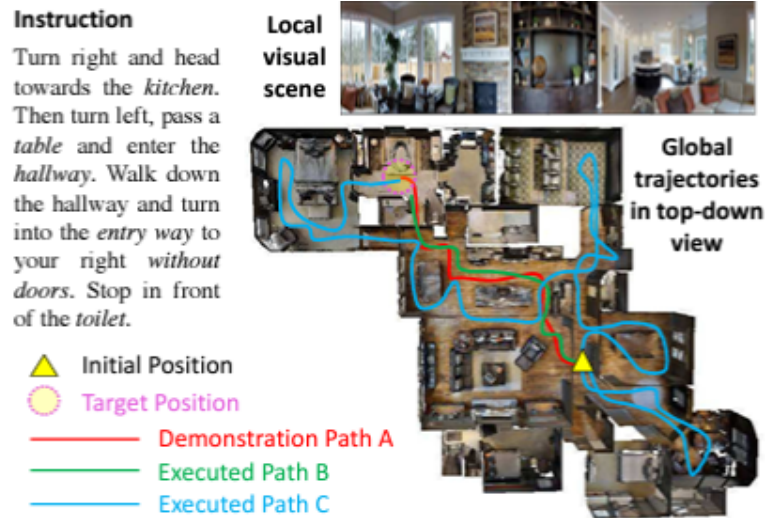 Instruction
Turn right and head
towards the kitchen.
Then turn left, pass a
table and enter the
hallway. Walk down
the hallway and turn
into the entry way to
your right without
doors. Stop in front
of the toilet.
Local
visual
scene
Global
trajectories
in top-down
view
Initial Position
Target Position
Demonstration Path A
Executed Path B
Executed Path C